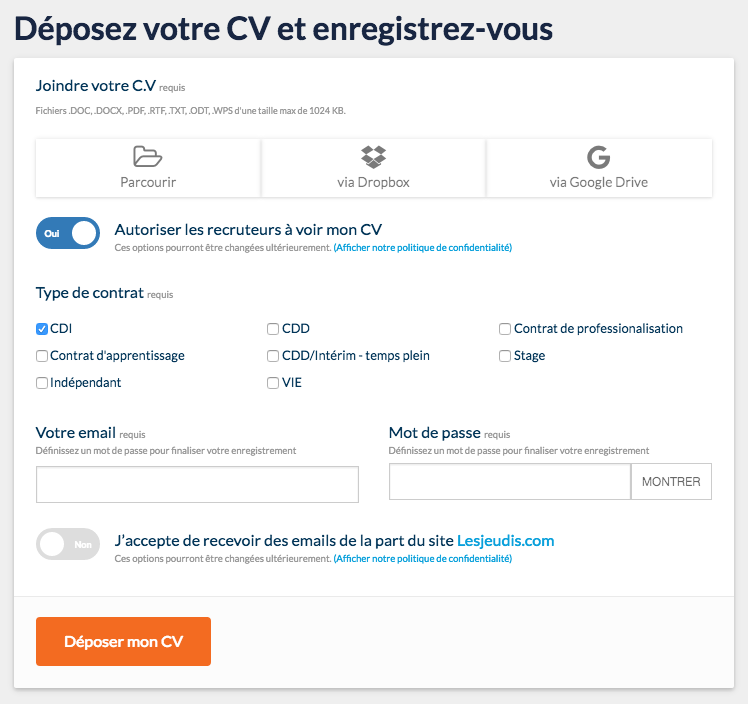 Déposez votre CV et enregistrez-vous
Joindre votre C.V requis
Fichiers .DOC, .DOCX, .PDF, .RTF, .TXT, .ODT, .WPS d'une taille max de 1024 KB.
Parcourir via Dropbox via Google Drive
Oui Autoriser les recruteurs à voir mon CV
Ces options pourront être changées ultérieurement. (Afficher notre politique de confidentialité)
Type de contrat requis
CDI CDD Contrat de professionalisation
Contrat d'apprentissage CDD/Intérim - temps plein Stage
Indépendant VIE
Votre email requis Mot de passe requis
Définissez un mot de passe pour finaliser votre enregistrement Définissez un mot de passe pour finaliser votre enregistrement
MONTRER
Non J'accepte de recevoir des emails de la part du site Lesjeudis.com
Ces options pourront être changées ultérieurement. (Afficher notre politique de confidentialité)
Déposer mon CV